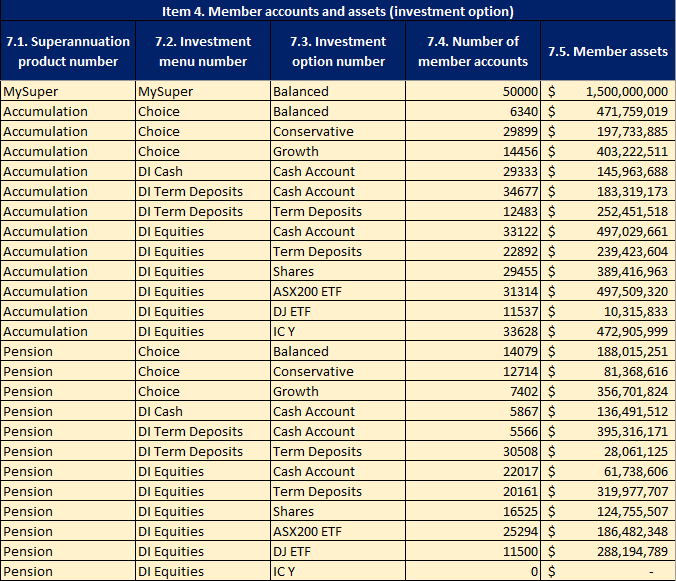 Item 4. Member accounts and assets (investment option)
7.1. Superannuation product number 7.2. Investment menu number 7.3. Investment option number 7.4. Number of member accounts 7.5. Member assets
MySuper MySuper Balanced 50000 $ 1,500,000,000
Accumulation Choice Balanced 6340 $ 471,759,019
Accumulation Choice Conservative 29899 $ 197,733,885
Accumulation Choice Growth 14456 $ 403,222,511
Accumulation DI Cash Cash Account 29333 $ 145,963,688
Accumulation DI Term Deposits Cash Account 34677 $ 183,319,173
Accumulation DI Term Deposits Term Deposits 12483 $ 252,451,518
Accumulation DI Equities Cash Account 33122 $ 497,029,661
Accumulation DI Equities Term Deposits 22892 $ 239,423,604
Accumulation DI Equities Shares 29455 $ 389,416,963
Accumulation DI Equities ASX200 ETF 31314 $ 497,509,320
Accumulation DI Equities DJ ETF 11537 $ 10,315,833
Accumulation DI Equities IC Y 33628 $ 472,905,999
Pension Choice Balanced 14079 $ 188,015,251
Pension Choice Conservative 12714 $ 81,368,616
Pension Choice Growth 7402 $ 356,701,824
Pension DI Cash Cash Account 5867 $ 136,491,512
Pension DI Term Deposits Cash Account 5566 $ 395,316,171
Pension DI Term Deposits Term Deposits 30508 $ 28,061,125
Pension DI Equities Cash Account 22017 $ 61,738,606
Pension DI Equities Term Deposits 20161 $ 319,977,707
Pension DI Equities Shares 16525 $ 124,755,507
Pension DI Equities ASX200 ETF 25294 $ 186,482,348
Pension DI Equities DJ ETF 11500 $ 288,194,789
Pension DI Equities IC Y 0 $ -